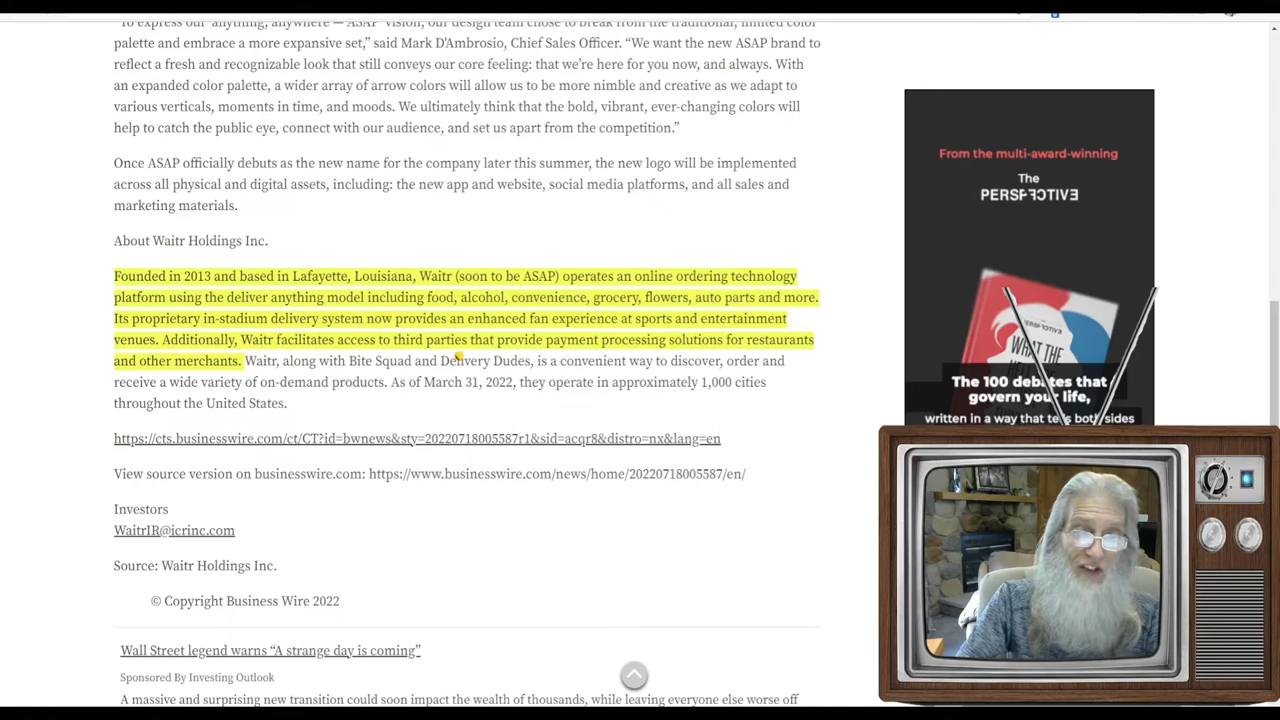 To express our "anything, anywhere — ASAP" vision, our design team chose to break from the traditional, limited color
palette and embrace a more expansive set,” said Mark D'Ambrosio, Chief Sales Officer. “We want the new ASAP brand to
reflect a fresh and recognizable look that still conveys our core feeling: that we’re here for you now, and always. With
an expanded color palette, a wider array of arrow colors will allow us to be more nimble and creative as we adapt to
various verticals, moments in time, and moods. We ultimately think that the bold, vibrant, ever-changing colors will
help to catch the public eye, connect with our audience, and set us apart from the competition.”
Once ASAP officially debuts as the new name for the company later this summer, the new logo will be implemented
across all physical and digital assets, including: the new app and website, social media platforms, and all sales and
marketing materials.
About Waitr Holdings Inc.
Founded in 2013 and based in Lafayette, Louisiana, Waitr (soon to be ASAP) operates an online ordering technology
platform using the deliver anything model including food, alcohol, convenience, grocery, flowers, auto parts and more.
Its proprietary in-stadium delivery system now provides an enhanced fan experience at sports and entertainment
venues. Additionally, Waitr facilitates access to third parties that provide payment processing solutions for restaurants
and other merchants. Waitr, along with Bite Squad and Delivery Dudes, is a convenient way to discover, order and
receive a wide variety of on-demand products. As of March 31, 2022, they operate in approximately 1,000 cities
throughout the United States.
https://cts.businesswire.com/ct/CT?id=bwnews&sty=20220718005587r1&sid=acqr8&distro=nx&lang=en
View source version on businesswire.com: https://www.businesswire.com/news/home/20220718005587/en/
Investors
WaitrIR@icrinc.com
Source: Waitr Holdings Inc.
© Copyright Business Wire 2022
Wall Street legend warns “A strange day is coming”
Sponsored By Investing Outlook
A massive and surprising new transition could soon impact the wealth of thousands, while leaving everyone else worse off
From the multi-award-winning
The
PERSPECTIVE
WHAT THE
The 100 debates that
govern your life,
written in a way that tells both sides